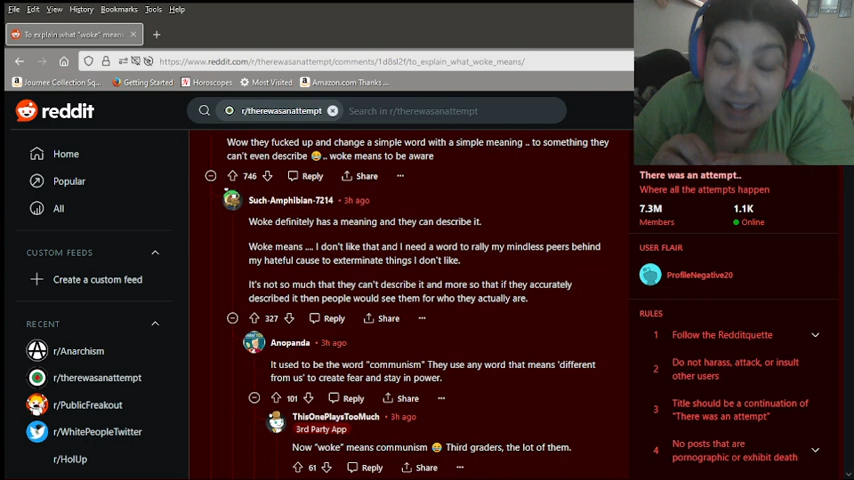 File Edit View History Bookmarks Tools Help
To explain what "woke" means
https://www.reddit.com/r/therewasanattempt/comments/1d8sl2f/to_explain_what_woke_means/
Journee Collection Sq... Getting Started Horoscopes Most Visited Amazon.com Thanks ...
reddit
r/therewasanattempt Search in r/therewasanattempt
Home
Popular
All
CUSTOM FEEDS
Create a custom feed
RECENT
r/Anarchism
r/therewasanattempt
r/PublicFreakout
r/WhitePeopleTwitter
r/HolUp
Wow they fucked up and change a simple word with a simple meaning .. to something they
can't even describe 😂.. woke means to be aware
746 Reply Share ...
Such-Amphibian-7214 • 3h ago
Woke definitely has a meaning and they can describe it.
Woke means .... I don't like that and I need a word to rally my mindless peers behind
my hateful cause to exterminate things I don't like.
It's not so much that they can't describe it and more so that if they accurately
described it then people would see them for who they actually are.
327 Reply Share ...
Anopanda • 3h ago
It used to be the word "communism" They use any word that means 'different
from us' to create fear and stay in power.
101 Reply Share ...
ThisOnePlaysTooMuch • 3h ago
3rd Party App
Now "woke" means communism 😂 Third graders, the lot of them.
61 Reply Share ...
There was an attempt..
Where all the attempts happen
7.3M 1.1K
Members Online
USER FLAIR
ProfileNegative20
RULES
1 Follow the Redditquette
2 Do not harass, attack, or insult
other users
3 Title should be a continuation of
"There was an attempt"
4 No posts that are
pornographic or exhibit death